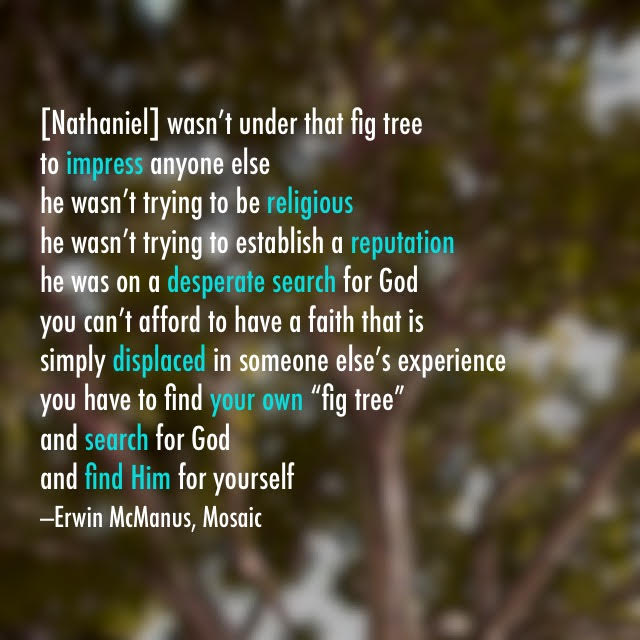 [Nathaniel] wasn’t under that fig tree
to impress anyone else
he wasn’t trying to be religious
he wasn’t trying to establish a reputation
he was on a desperate search for God
you can’t afford to have a faith that is
simply displaced in someone else’s experience
you have to find your own “fig tree”
and search for God
and find Him for yourself
–Erwin McManus, Mosaic